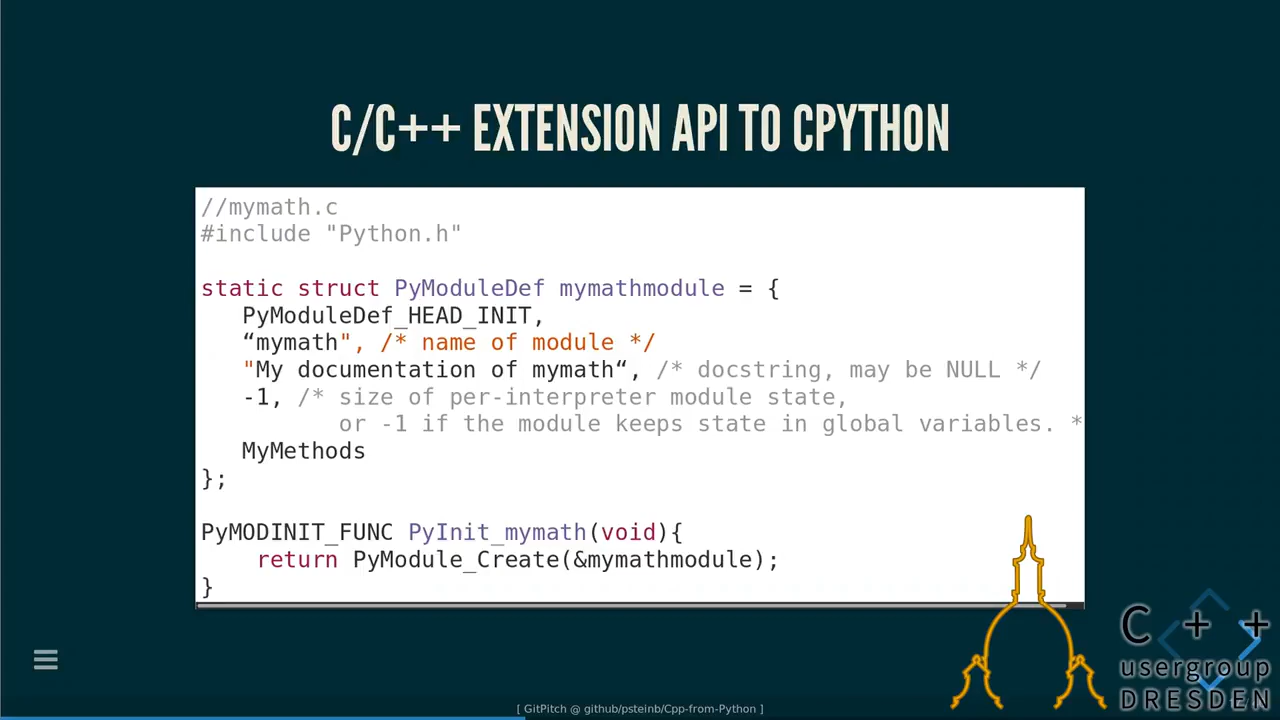 C/C++ EXTENSION API TO CPYTHON
//mymath.c
#include "Python.h"
static struct PyModuleDef mymathmodule = {
PyModuleDef_HEAD_INIT,
“mymath", /* name of module */
"My documentation of mymath“, /* docstring, may be NULL */
-1, /* size of per-interpreter module state,
or -1 if the module keeps state in global variables. *
MyMethods
};
PyMODINIT_FUNC PyInit_mymath(void){
return PyModule_Create(&mymathmodule);
}
C + +
usergroup
DRESDEN
[ GitPitch @ github/psteinb/Cpp-from-Python ]